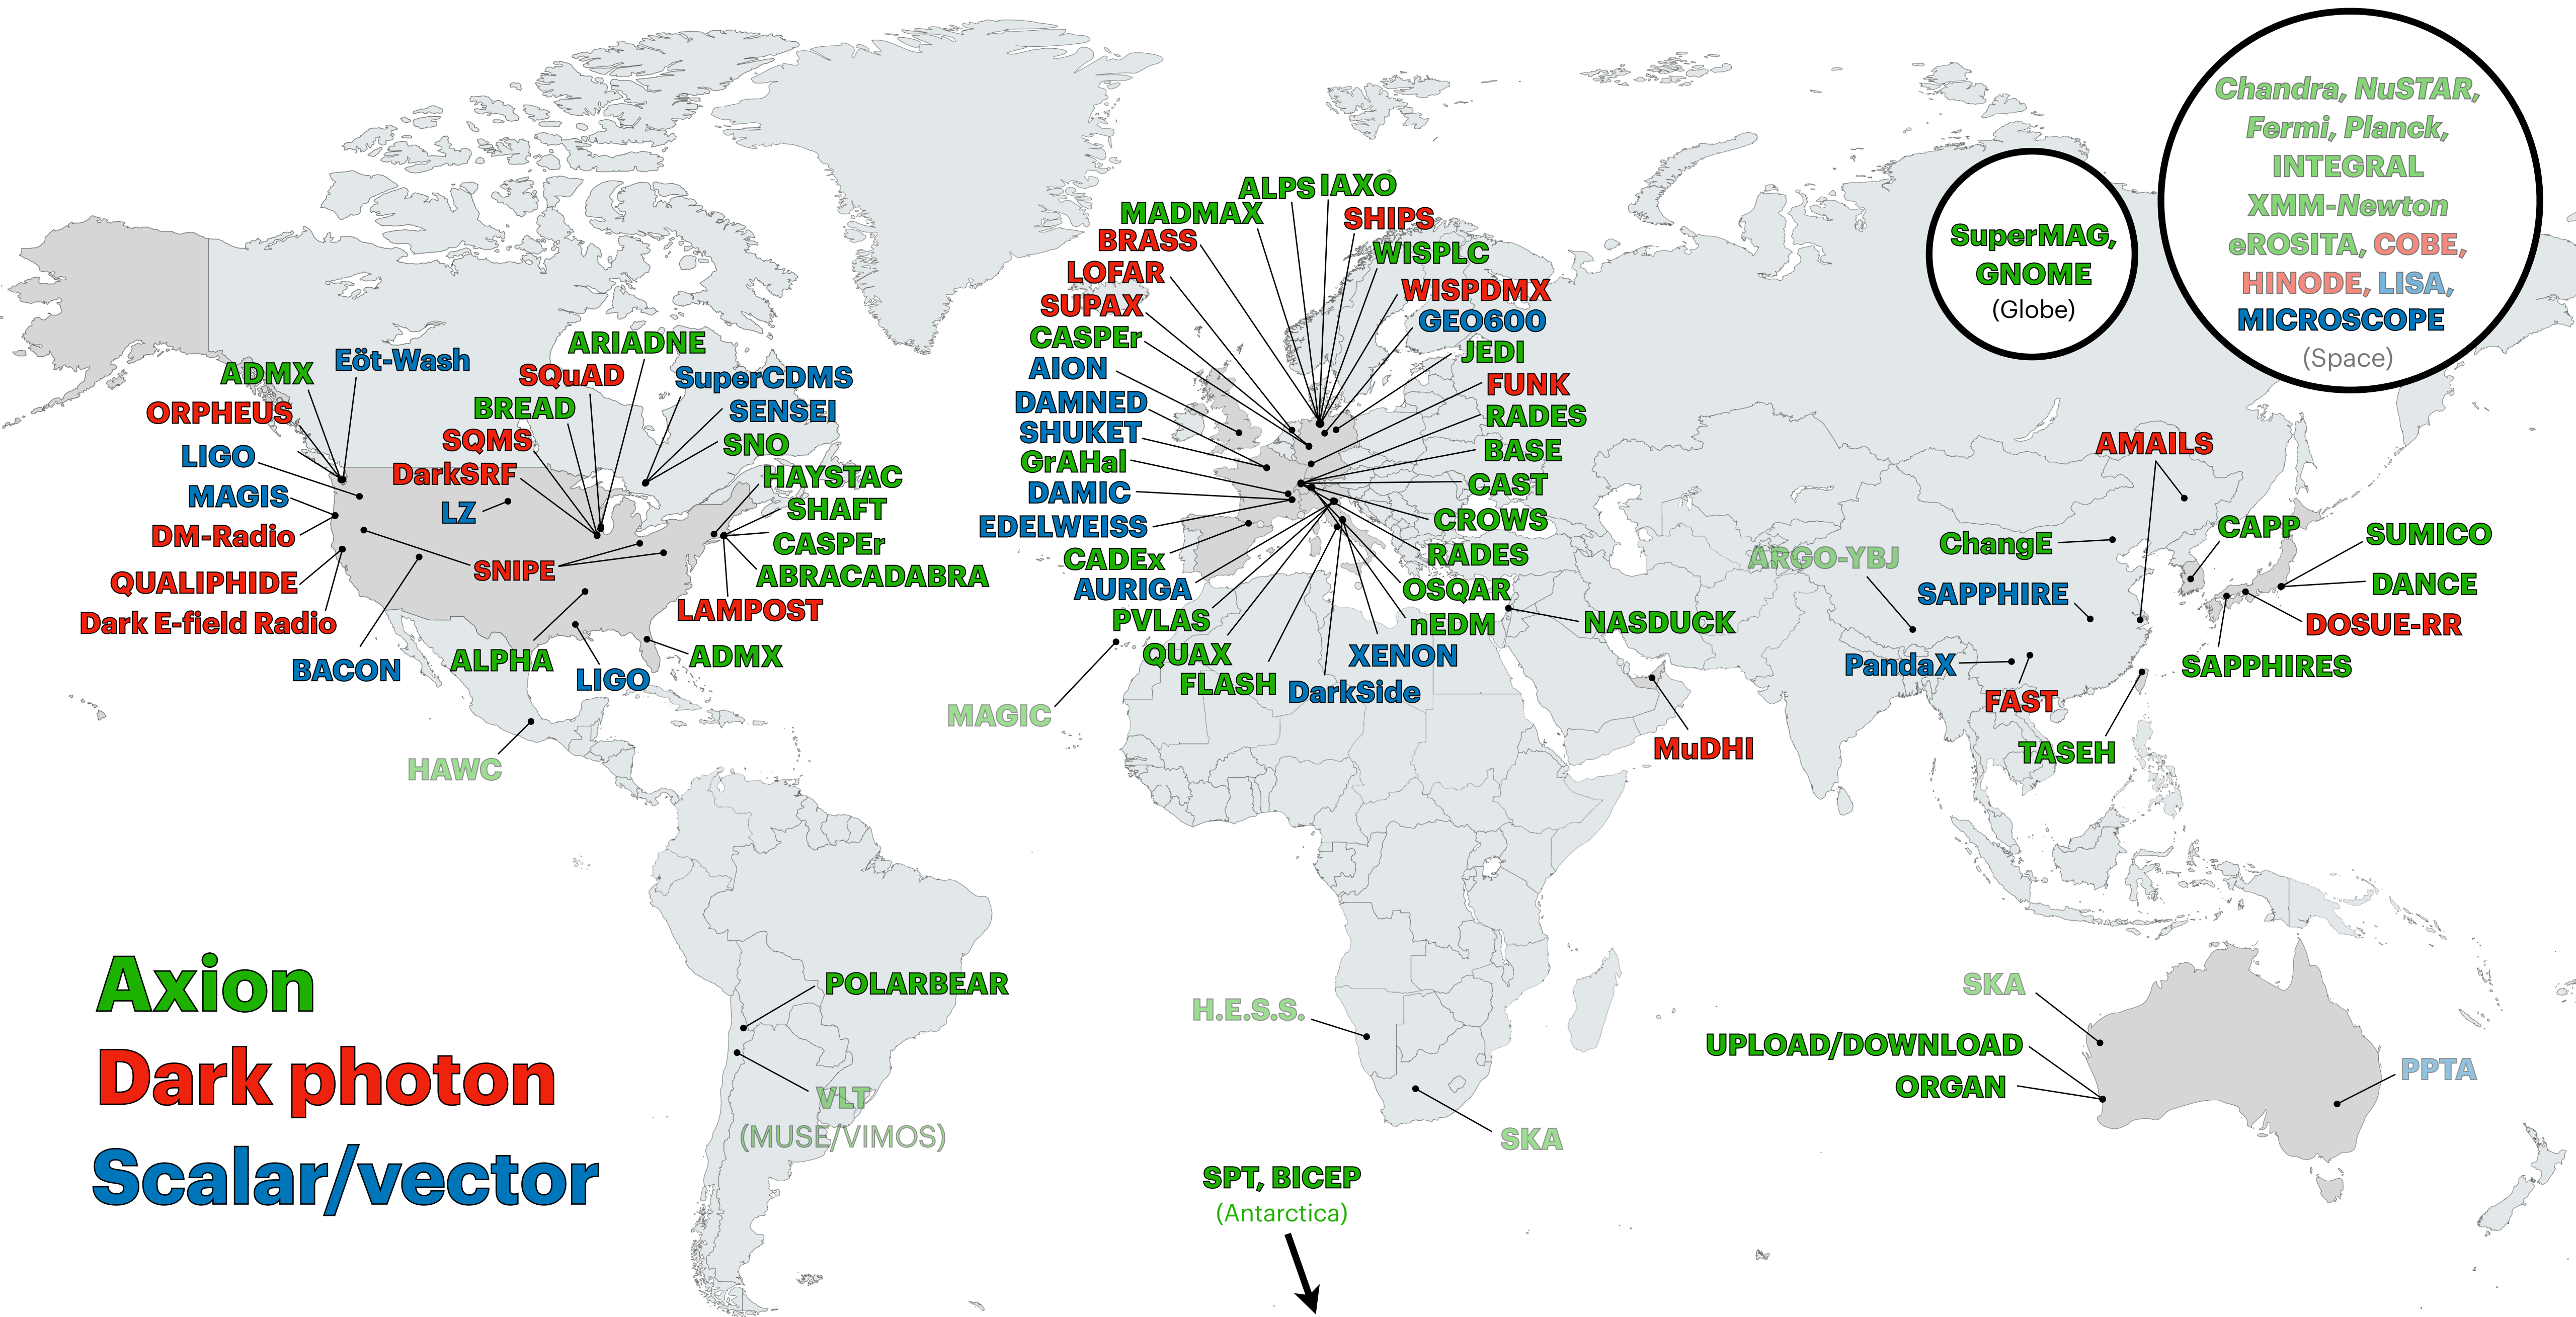 Chandra, NuSTAR,
Fermi, Planck,
INTEGRAL
XMM-Newton
eROSITA, COBE,
HINODE, LISA,
MICROSCOPE
(Space)
SuperMAG,
GNOME
(Globe)
ADMX
Eöt-Wash
ORPHEUS
LIGO
MAGIS
DM-Radio
QUALIPHIDE
Dark E-field Radio
BACON
ARIADNE
SQuAD
BREAD
SQMS
DarkSRF
LZ
SNIPE
SuperCDMS
SENSEI
SNO
HAYSTAC
SHAFT
CASPEr
ABRACADABRA
LAMPOST
ADMX
LIGO
ALPHA
HAWC
ALPS
IAXO
MADMAX
SHIPS
BRASS
WISPLC
LOFAR
WISPDMX
SUPAX
GEO600
CASPEr
JEDI
AION
FUNK
DAMNED
RADES
SHUKET
BASE
GrAHal
CAST
DAMIC
CROWS
EDELWEISS
RADES
CADEx
OSQAR
AURIGA
nEDM
PVLAS
XENON
QUAX
DarkSide
FLASH
MAGIC
NASDUCK
MuDHI
AMAILS
ARGO-YBJ
ChangE
SAPPHIRE
PandaX
FAST
TASEH
CAPP
SUMICO
DANCE
DOSUE-RR
SAPPHIRES
POLARBEAR
VLT
(MUSE/VIMOS)
H.E.S.S.
SKA
SPT, BICEP
(Antarctica)
SKA
UPLOAD/DOWNLOAD
ORGAN
PPTA
Axion
Dark photon
Scalar/vector